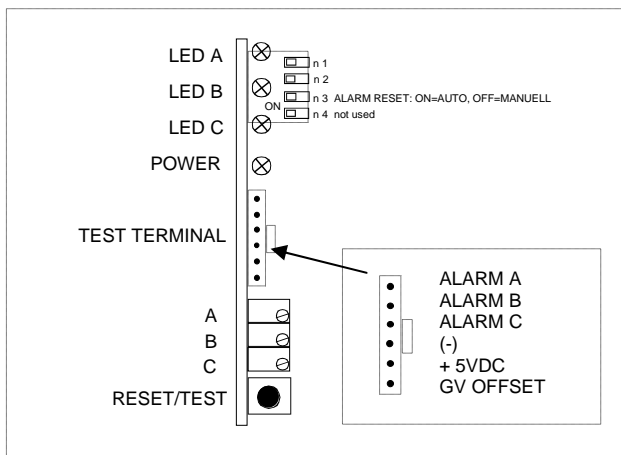 LED A
n 1
n 2
LED B
n 3 ALARM RESET: ON=AUTO, OFF=MANUELL
ON
n 4 not used
LED C
POWER
TEST TERMINAL
ALARM A
ALARM B
ALARM C
(-)
+ 5VDC
GV OFFSET
A
B
C
RESET/TEST